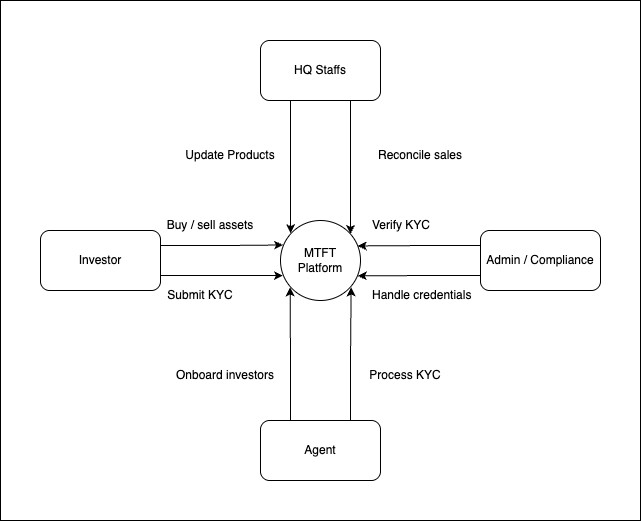 HQ Staffs
Update Products
Reconcile sales
Buy / sell assets
Verify KYC
Investor
MTFT
Platform
Admin / Compliance
Submit KYC
Handle credentials
Onboard investors
Process KYC
Agent